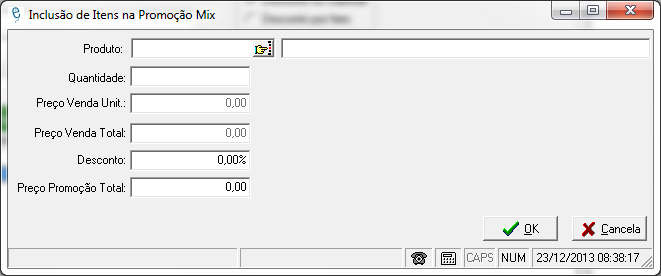 Inclusão de Itens na Promoção Mix
Produto:
Quantidade:
Preço Venda Unit.: 0,00
Preço Venda Total: 0,00
Desconto: 0,00%
Preço Promoção Total: 0,00
OK Cancela
CAPS NUM 23/12/2013 08:38:17